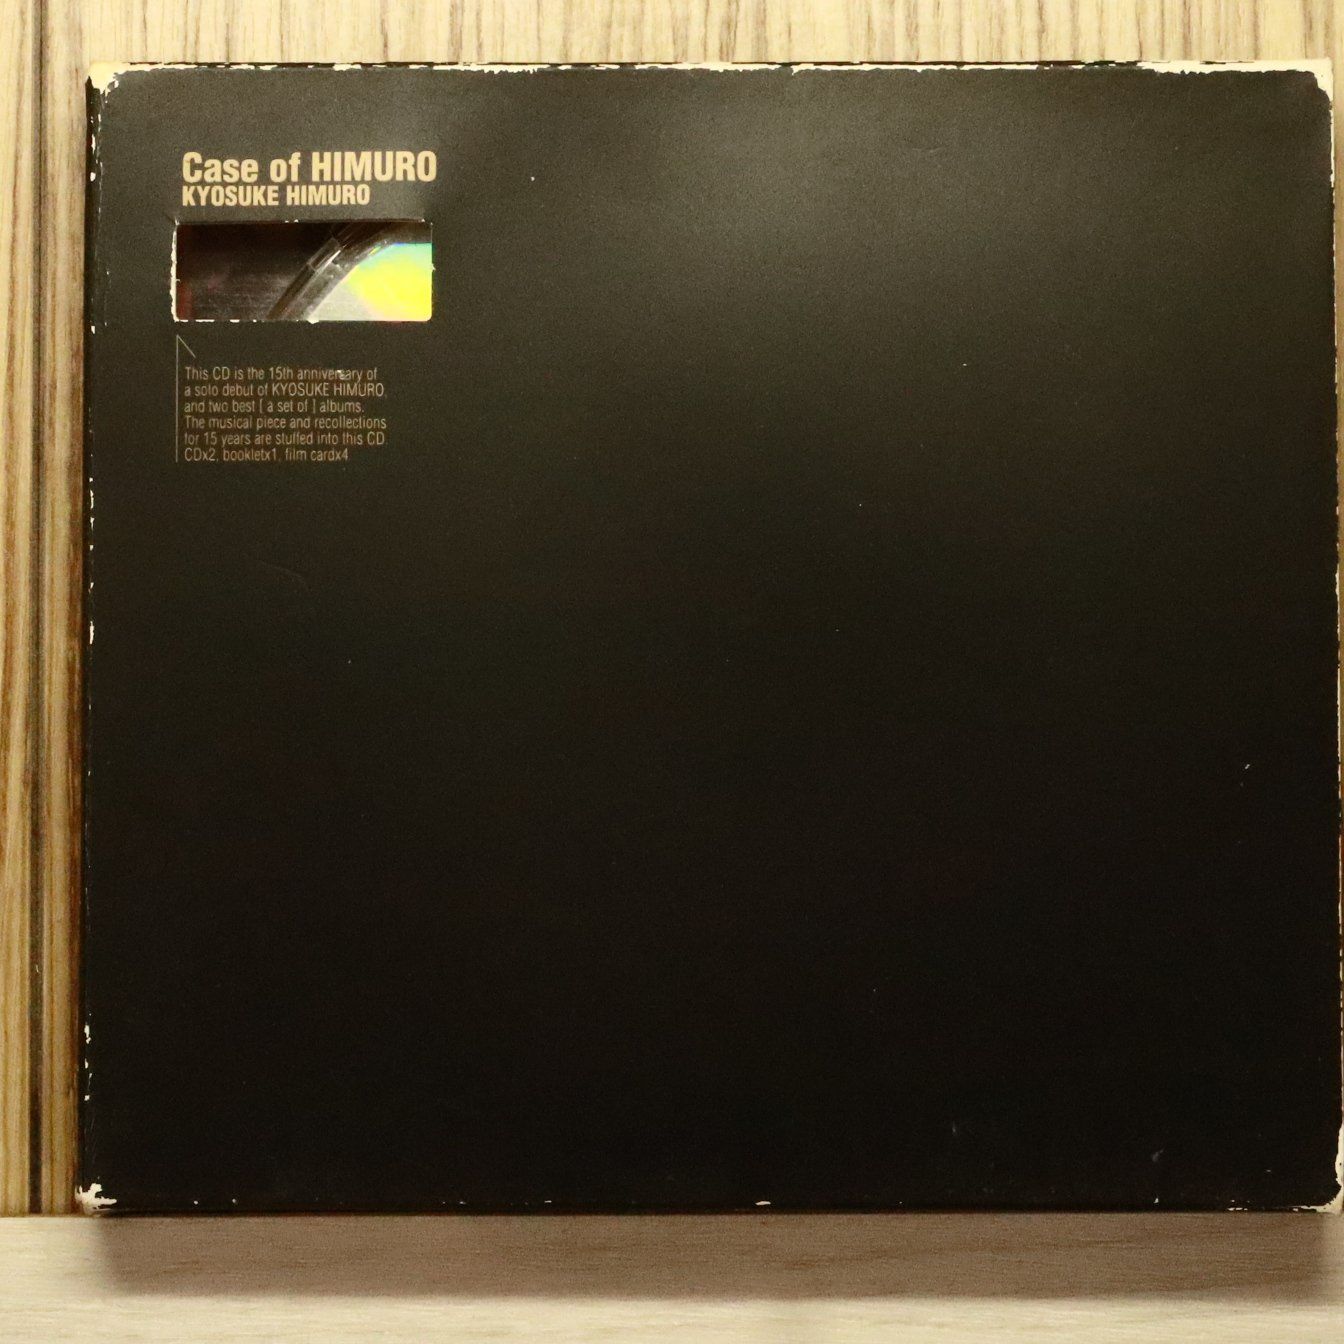 Case of HIMURO
KYOSUKE HIMURO
This CD is the 15th anniversary of
a solo debut of KYOSUKE HIMURO,
and two best [ a set of ] albums.
The musical piece and recollections
for 15 years are stuffed into this CD.
CDx2, bookletx1, film cardx4